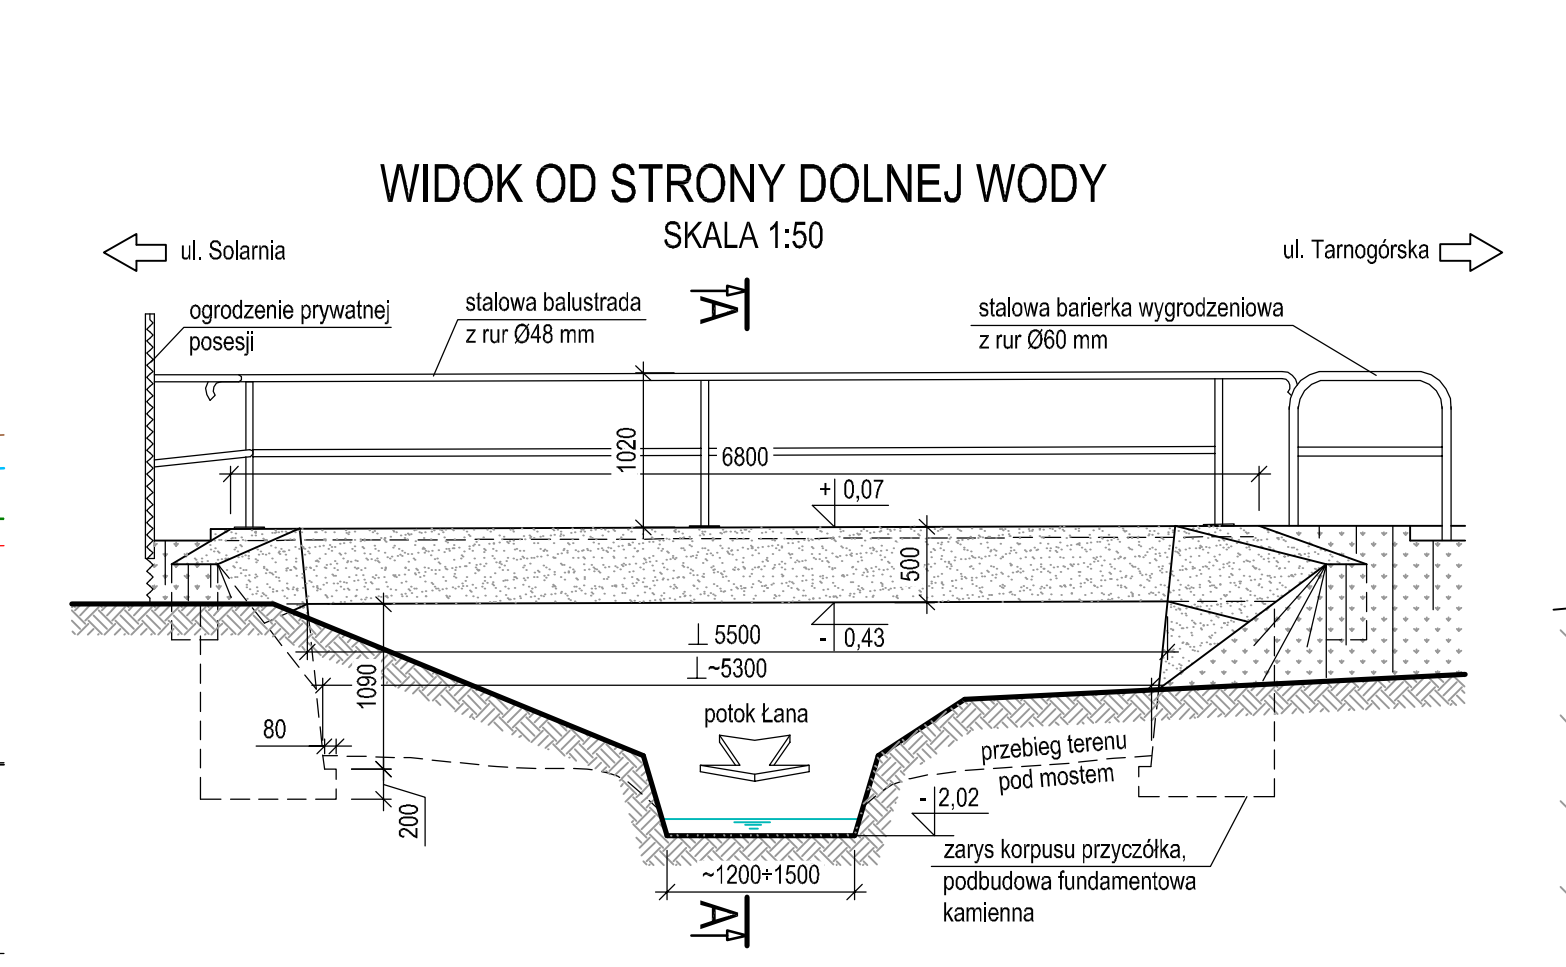 WIDOK OD STRONY DOLNEJ WODY
SKALA 1:50
ul. Solarnia
ul. Tarnogórska
ogrodzenie prywatnej
posesji
stalowa balustrada
z rur Ø48 mm
A
stalowa barierka wygrodzeniowa
z rur Ø60 mm
1020
6800
+ 0,07
500
⊥ 5500
- 0,43
⊥~5300
1090
80
potok Łana
przebieg terenu
pod mostem
200
- 2,02
~1200÷1500
zarys korpusu przyczółka,
podbudowa fundamentowa
kamienna
A